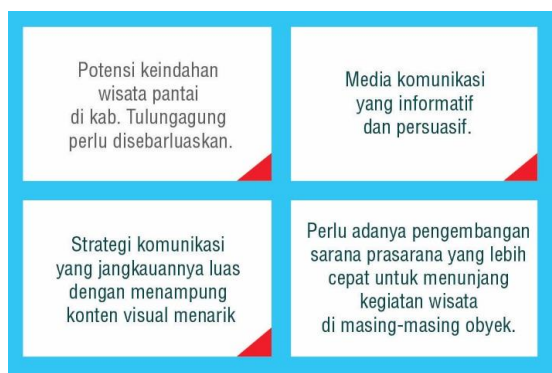 Potensi keindahan
wisata pantai
di kab. Tulungagung
perlu disebarluaskan.
Media komunikasi
yang informatif
dan persuasif.
Strategi komunikasi
yang jangkauannya luas
dengan menampung
konten visual menarik
Perlu adanya pengembangan
sarana prasarana yang lebih
cepat untuk menunjang
kegiatan wisata
di masing-masing obyek.